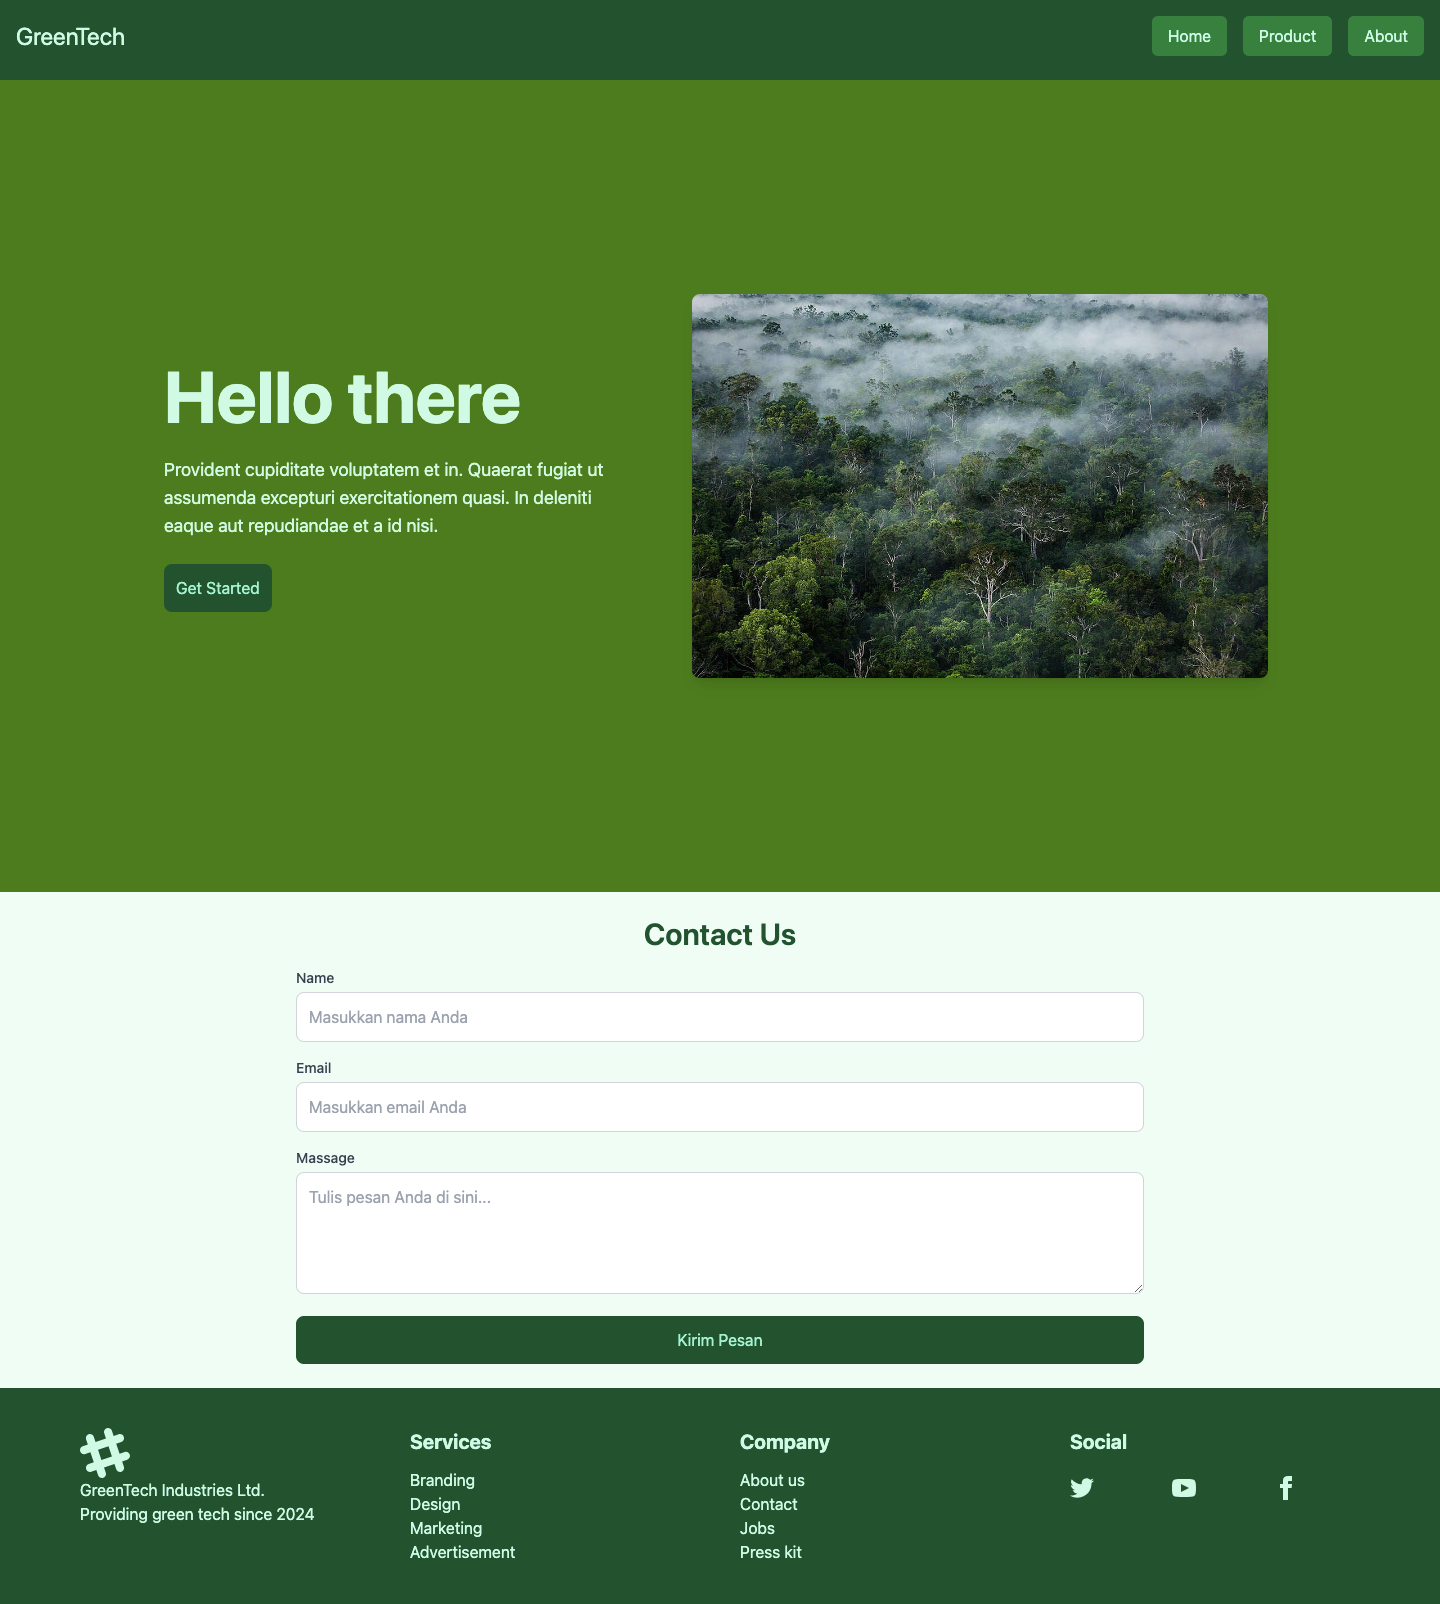 GreenTech
Home
Product
About
Hello there
Provident cupiditate voluptatem et in. Quaerat fugiat ut
assumenda excepturi exercitationem quasi. In deleniti
eaque aut repudiandae et a id nisi.
Get Started
Contact Us
Name
Masukkan nama Anda
Email
Masukkan email Anda
Massage
Tulis pesan Anda di sini...
Kirim Pesan
GreenTech Industries Ltd.
Providing green tech since 2024
Services
Branding
Design
Marketing
Advertisement
Company
About us
Contact
Jobs
Press kit
Social